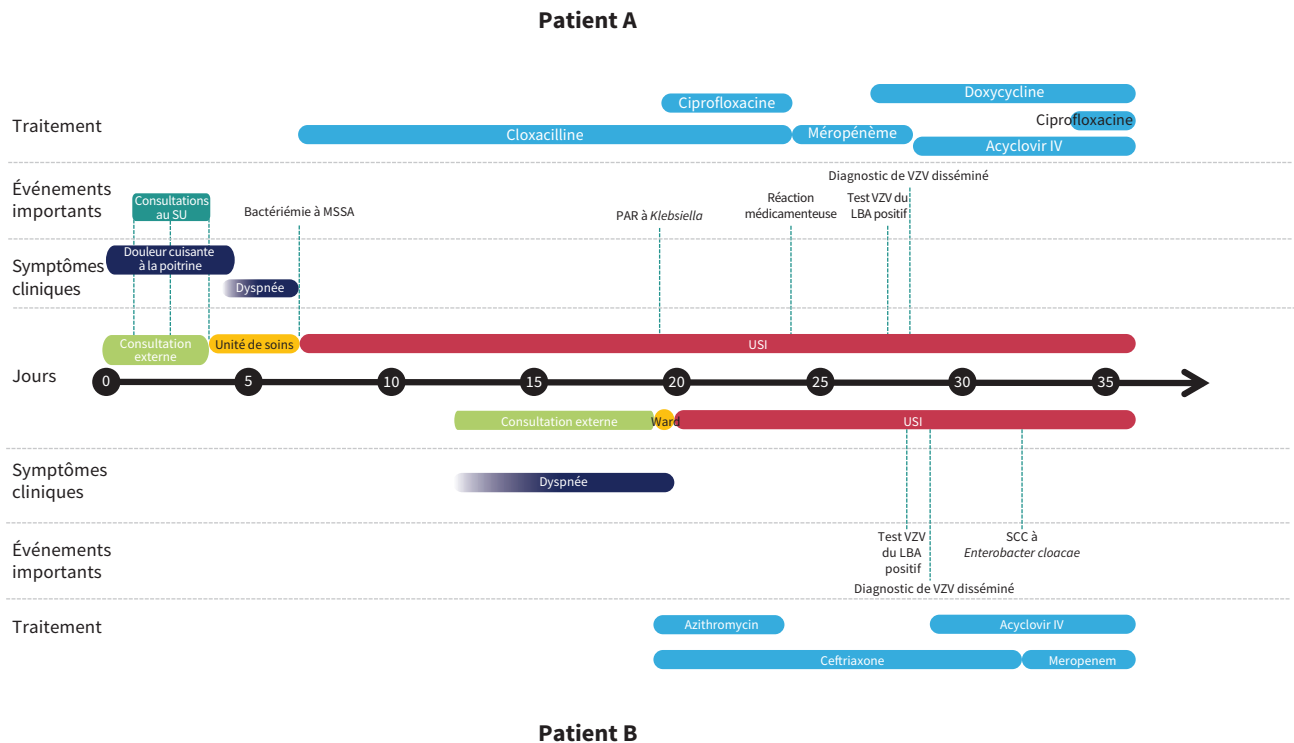 Patient A
Traitement
Ciprofloxacine
Doxycycline
Cloxacilline
Méropénème
Ciprofloxacine
Acyclovir IV
Événements
importants
Consultations
au SU
Bactériémie à MSSA
PAR à Klebsiella
Réaction
médicamenteuse
Diagnostic de VZV disséminé
Test VZV du
LBA positif
Symptômes
cliniques
Douleur cuisante
à la poitrine
Dyspnée
Consultation
externe
Unité de soins
USI
Jours
0
5
10
15
20
25
30
35
Consultation externe
Ward
USI
Symptômes
cliniques
Dyspnée
Événements
importants
Test VZV
du LBA
positif
SCC à
Enterobacter cloacae
Diagnostic de VZV disséminé
Traitement
Azithromycin
Acyclovir IV
Ceftriaxone
Meropenem
Patient B